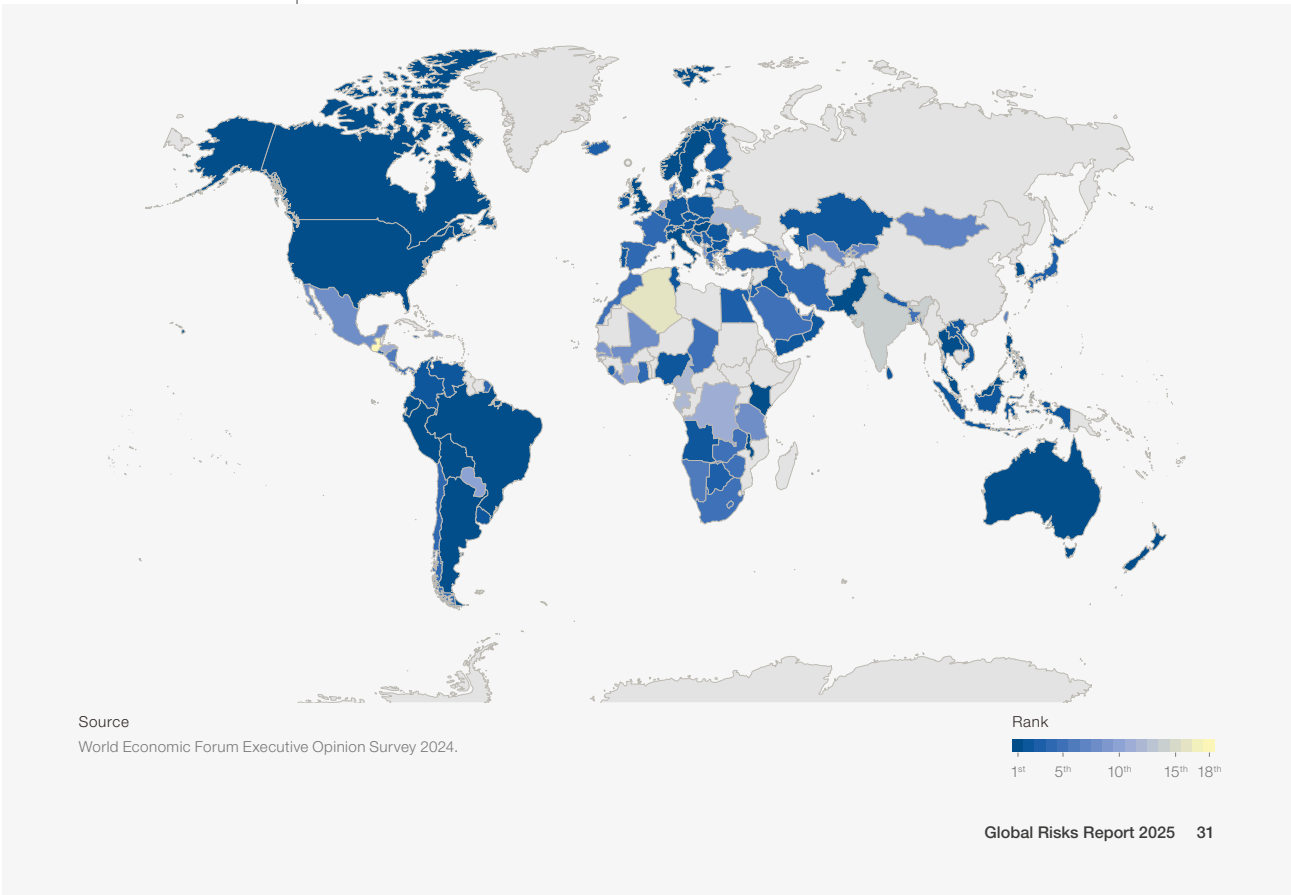 Source
World Economic Forum Executive Opinion Survey 2024.
Rank
1st 5th 10th 15th 18th
Global Risks Report 2025 31